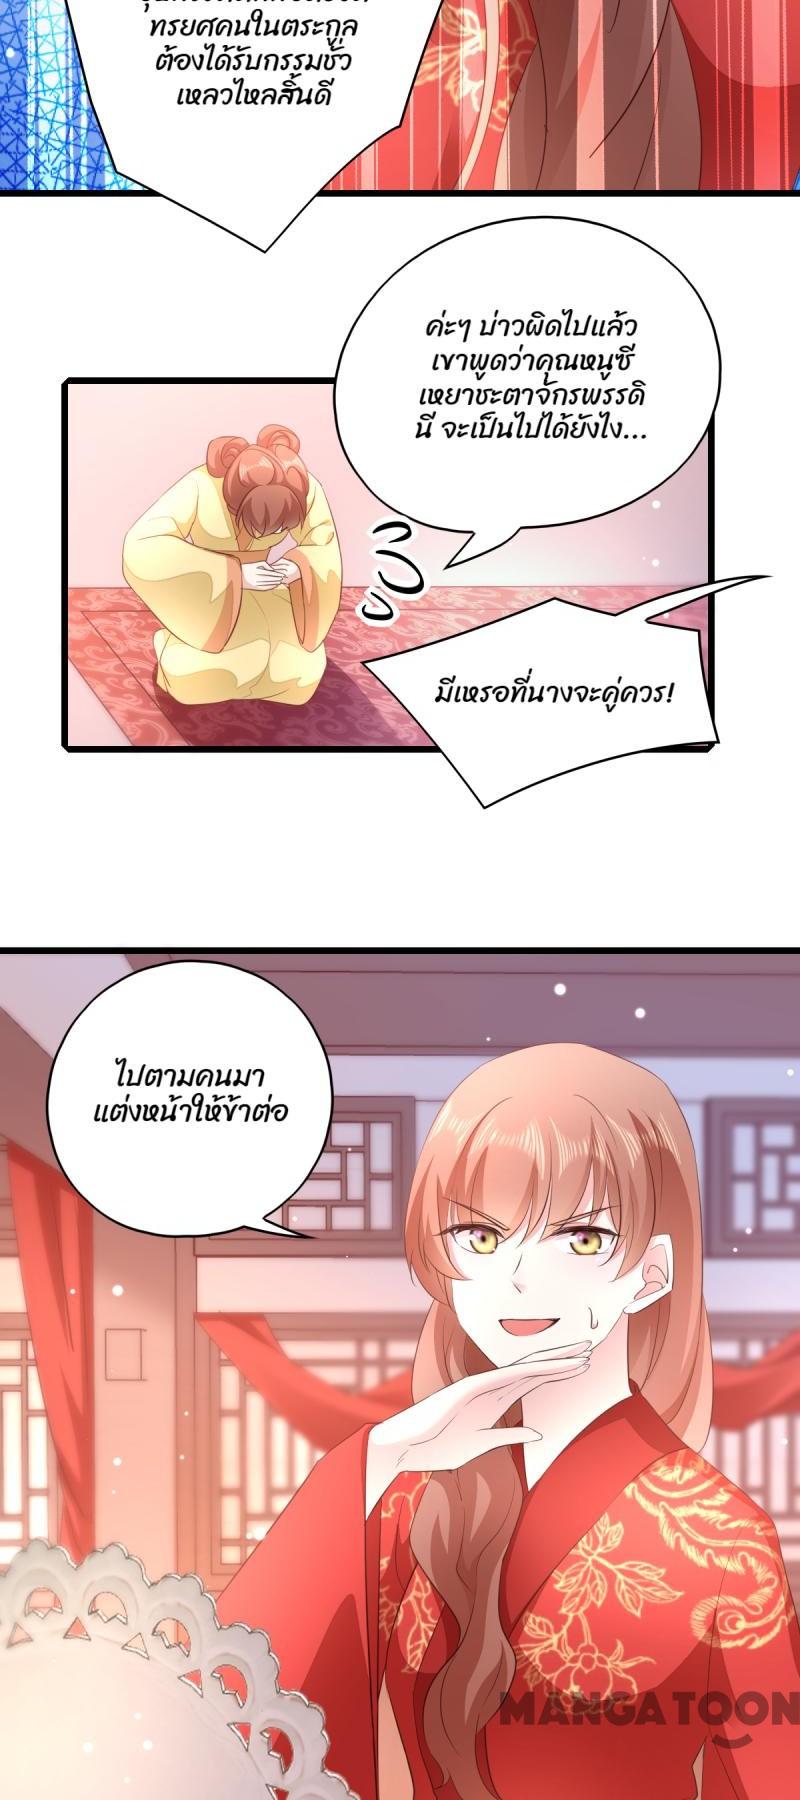 ทรยศคนในตระกูล
ต้องได้รับกรรมชั่ว
เหลวไหลสิ้นดี
ค่ะๆ บ่าวผิดไปแล้ว
เขาพูดว่าคุณหนูซี
เหยาชะตาจักรพรรดิ
นี จะเป็นไปได้ยังไง...
มีเหรอที่นางจะคู่ควร!
ไปตามคนมา
แต่งหน้าให้ข้าต่อ
MANGATOON